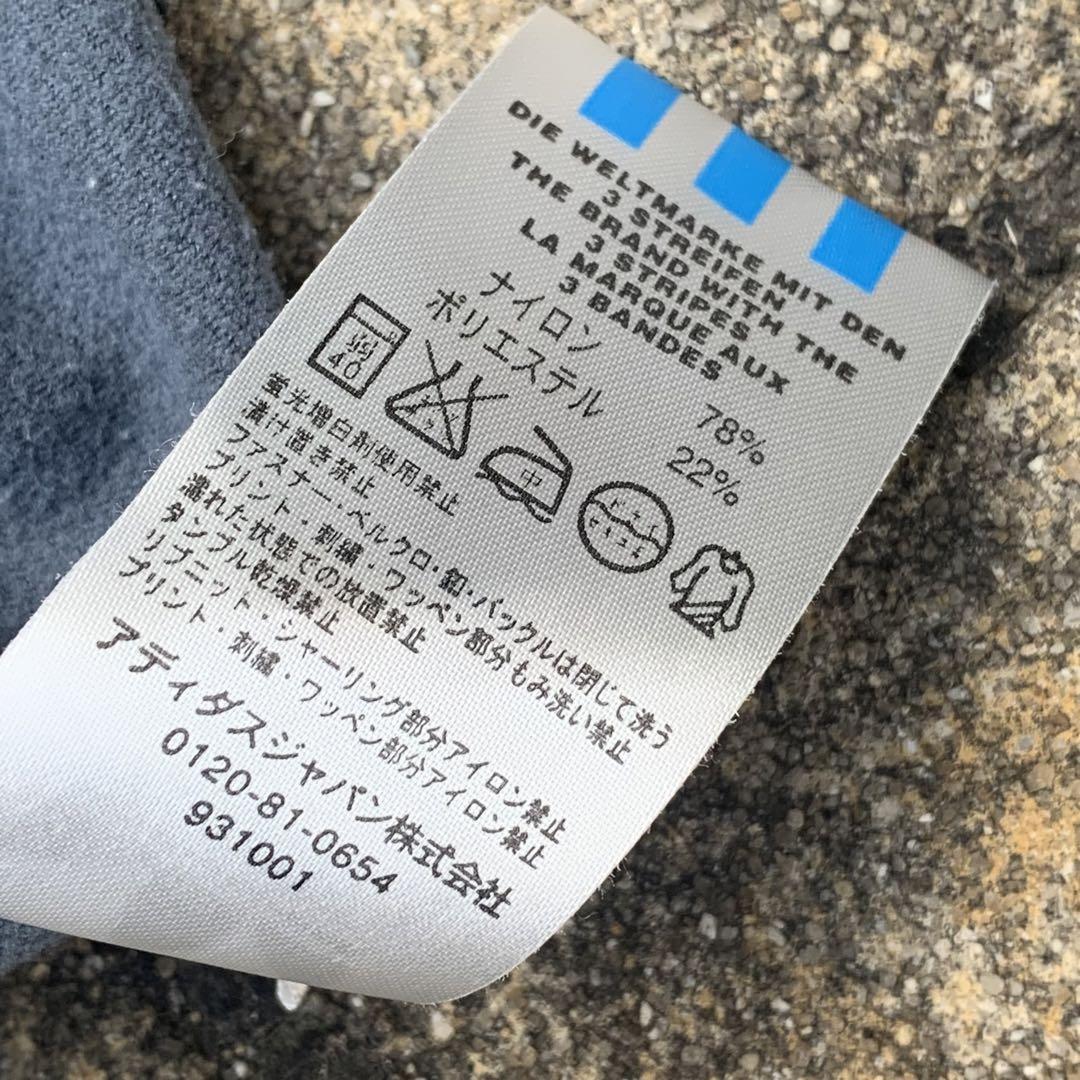 DIE WELTMARKE MIT DEN
3 STREIFEN
THE BRAND WITH THE
3 STRIPES
LA MARQUE AUX
3 BANDES
ナイロン 78%
ポリエステル 22%
40
中
蛍光増白剤使用禁止
漬け置き禁止
ファスナー・ベルクロ・釦・バックルは閉じて洗う
プリント・刺繍・ワッペン部分もみ洗い禁止
濡れた状態での放置禁止
タンブル乾燥禁止
リブニット・シャーリング部分アイロン禁止
プリント・刺繍・ワッペン部分アイロン禁止
アディダスジャパン株式会社
0120-81-0654
931001